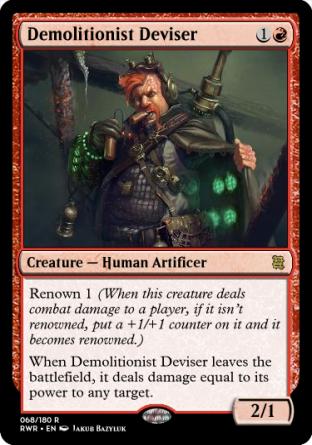 Demolitionist Deviser 1
Creature — Human Artificer
Renown 1 (When this creature deals
combat damage to a player, if it isn't
renowned, put a +1/+1 counter on it and it
becomes renowned.)
When Demolitionist Deviser leaves the
battlefield, it deals damage equal to its
power to any target.
068/180 R
RWR • EN Jakub Bazyluk
2/1